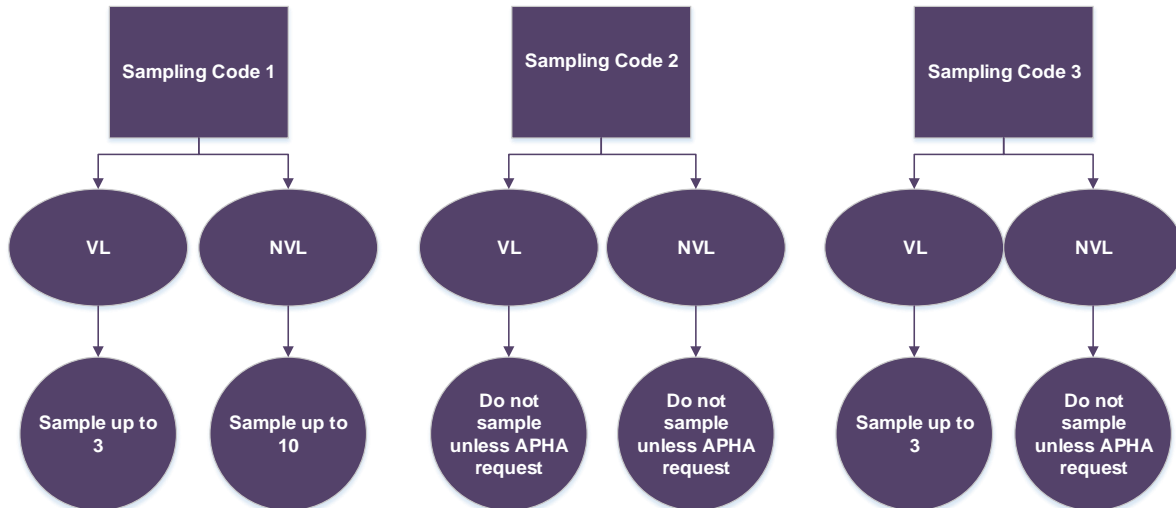 Sampling Code 1
Sampling Code 2
Sampling Code 3
VL
NVL
VL
NVL
VL
NVL
Sample up to
3
Sample up to
10
Do not
sample
unless APHA
request
Do not
sample
unless APHA
request
Sample up to
3
Do not
sample
unless APHA
request